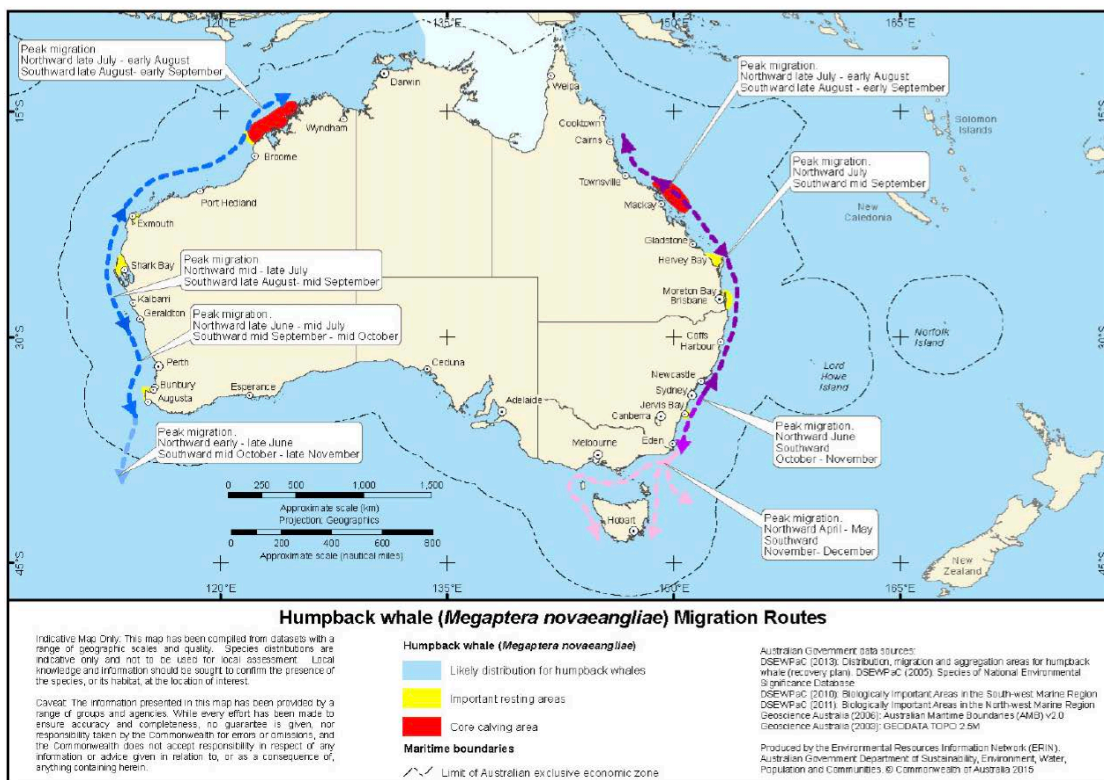 120°E
135°E
150°E
165°E
Peak migration.
Northward late July - early August
Southward late August- early September
Darwin
Weipa
Peak migration.
Northward late July - early August
Southward late August - early September
15°S
15°S
Wyndham
Cooktown
Cairns
Solomon
Islands
Broome
Townsville
Peak migration.
Northward July
Southward mid September
Port Hedland
Mackay
New
Caledonia
Exmouth
Gladstone
Hervey Bay
Shark Bay
Peak migration.
Northward mid - late July
Southward late August- mid September
Moreton Bay
Brisbane
Kalbarri
Geraldton
Peak migration.
Northward late June - mid July
Southward mid September - mid October
30°S
30°S
Coffs
Harbour
Norfolk
Island
Perth
Ceduna
Lord
Howe
Island
Bunbury
Augusta
Esperance
Newcastle
Sydney
Adelaide
Jervis Bay
Canberra
Peak migration.
Northward early - late June
Southward mid October - late November
Melbourne
Eden
Peak migration.
Northward June
Southward
October - November
0 250 500 1,000 1,500
Approximate scale (km)
Projection: Geographics
0 200 400 600 800
Approximate scale (nautical miles)
Hobart
Peak migration.
Northward April - May
Southward
November- December
45°S
45°S
New
Zealand
120°E
135°E
150°E
165°E
Humpback whale (Megaptera novaeangliae) Migration Routes
Indicative Map Only: This map has been compiled from datasets with a
range of geographic scales and quality. Species distributions are
indicative only and not to be used for local assessment. Local
knowledge and information should be sought to confirm the presence of
the species, or its habitat, at the location of interest.
Caveat: The information presented in this map has been provided by a
range of groups and agencies. While every effort has been made to
ensure accuracy and completeness, no guarantee is given, nor
responsibility taken by the Commonwealth for errors or omissions, and
the Commonwealth does not accept responsibility in respect of any
information or advice given in relation to, or as a consequence of,
anything containing herein.
Humpback whale (Megaptera novaeangliae)
Likely distribution for humpback whales
Important resting areas
Core calving area
Maritime boundaries
Limit of Australian exclusive economic zone
Australian Government data sources:
DSEWPaC (2013): Distribution, migration and aggregation areas for humpback
whale (recovery plan). DSEWPaC (2005): Species of National Environmental
Significance Database
DSEWPaC (2010): Biologically Important Areas in the South-west Marine Region
DSEWPaC (2011): Biologically Important Areas in the North-west Marine Region
Geoscience Australia (2006): Australian Maritime Boundaries (AMB) v2.0
Geoscience Australia (2003): GEODATA TOPO 2.5M
Produced by the Environmental Resources Information Network (ERIN).
Australian Government Department of Sustainability, Environment, Water,
Population and Communities. © Commonwealth of Australia 2015